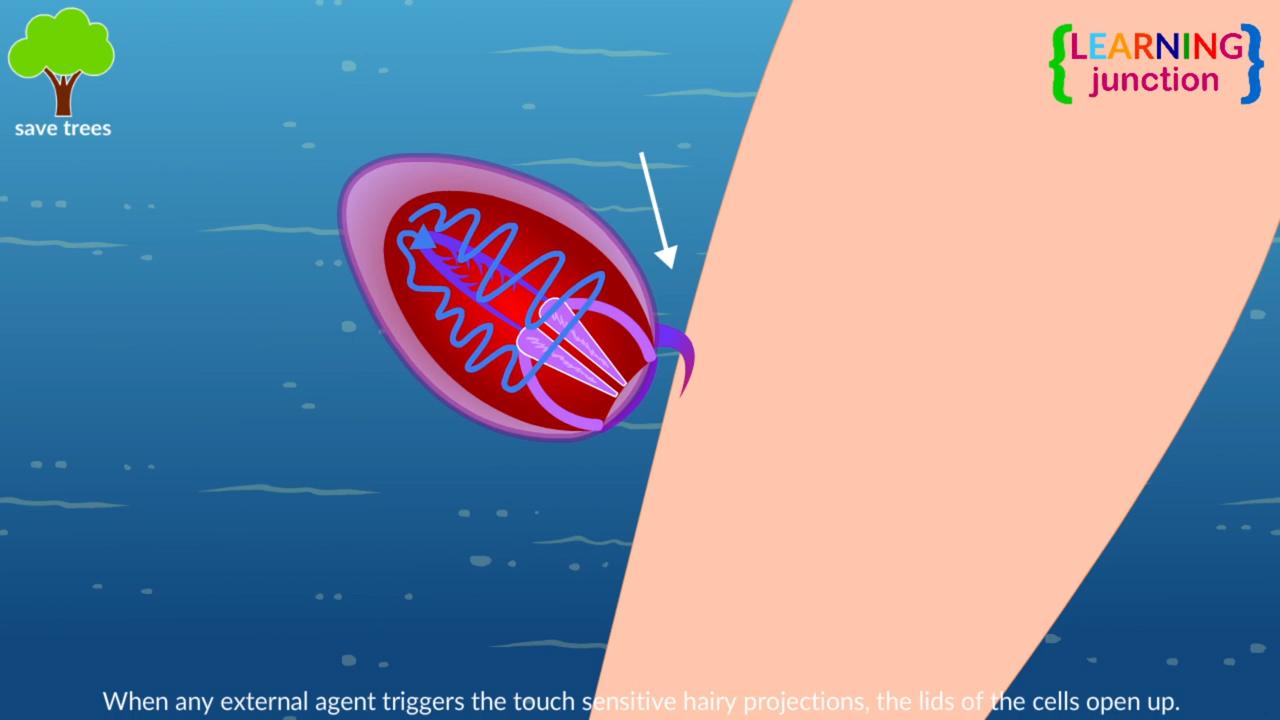 {LEARNING
junction}
save trees
When any external agent triggers the touch sensitive hairy projections, the lids of the cells open up.